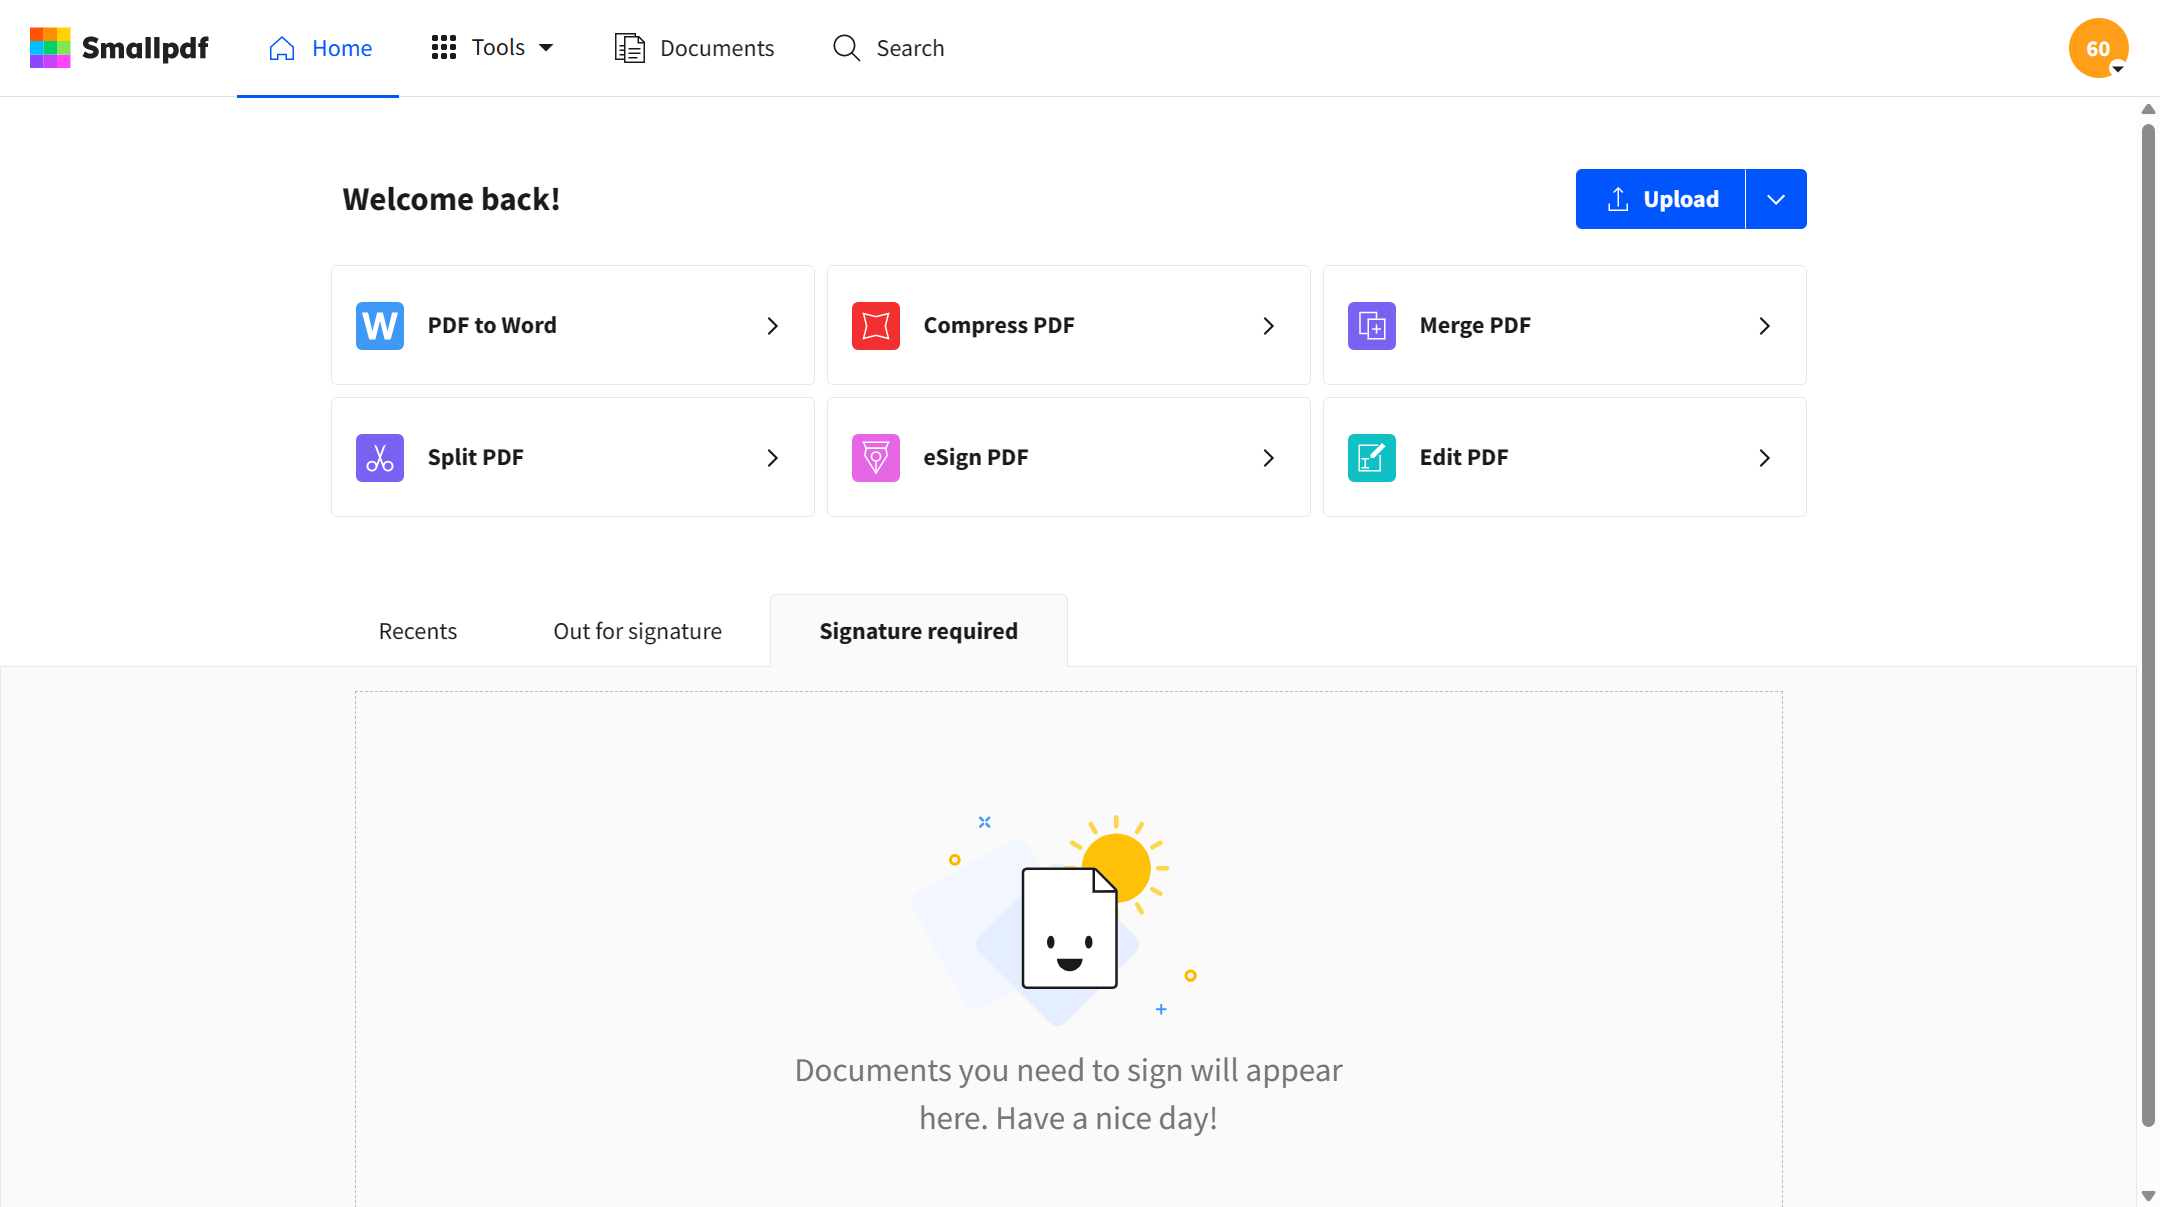 Smallpdf
Home
Tools
Documents
Search
60
Welcome back!
Upload
W
PDF to Word
Compress PDF
Merge PDF
Split PDF
eSign PDF
Edit PDF
Recents
Out for signature
Signature required
Documents you need to sign will appear
here. Have a nice day!